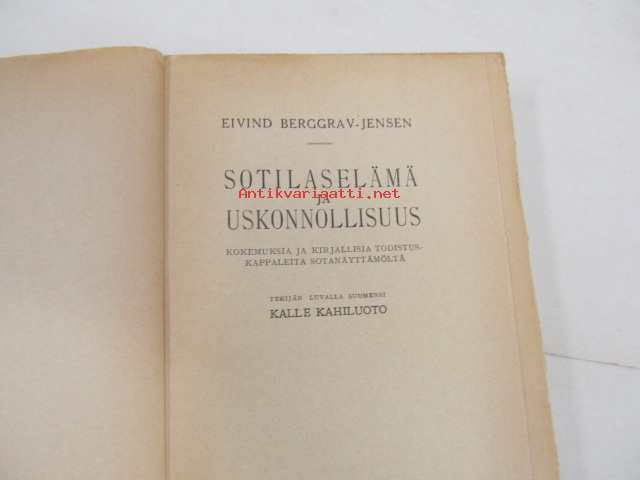 EIVIND BERGGRAV-JENSEN
SOTILASELÄMÄ
JA
Antikvariaatti.net
USKONNOLLISUUS
KOKEMUKSIA JA KIRJALLISIA TODISTUS-
KAPPALEITA SOTANÄYTTÄMÖLTÄ
TEKIJÄN LUVALLA SUOMENSI
KALLE KAHILUOTO